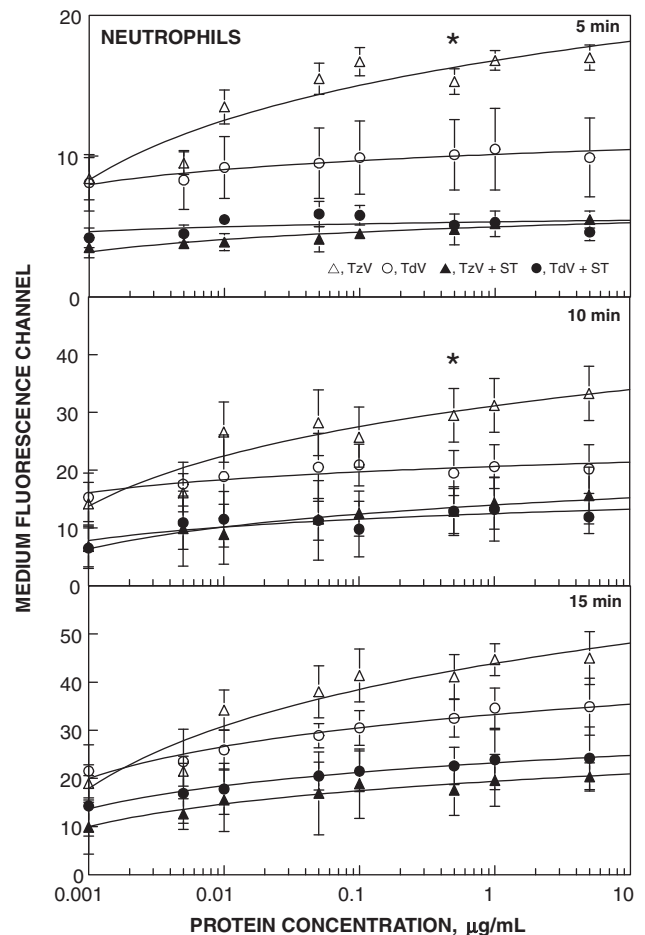 20
NEUTROPHILS
5 min
*
10
△, TzV ○, TdV ▲, TzV + ST ●, TdV + ST
0
10 min
*
40
30
20
10
0
15 min
50
40
30
20
10
0
0.001 0.01 0.1 1 10
PROTEIN CONCENTRATION, µg/mL
MEDIUM FLUORESCENCE CHANNEL